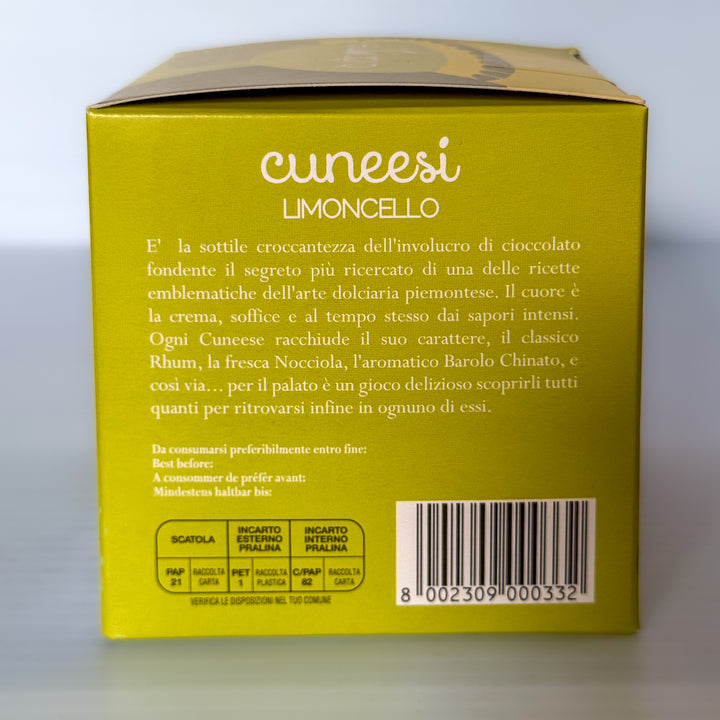 cuneesi
LIMONCELLO
E' la sottile croccantezza dell'involucro di cioccolato
fondente il segreto più ricercato di una delle ricette
emblematiche dell'arte dolciaria piemontese. Il cuore è
la crema, soffice e al tempo stesso dai sapori intensi.
Ogni Cuneese racchiude il suo carattere, il classico
Rhum, la fresca Nocciola, l'aromatico Barolo Chinato, e
così via... per il palato è un gioco delizioso scoprirli tutti
quanti per ritrovarsi infine in ognuno di essi.
Da consumarsi preferibilmente entro fine:
Best before:
A consommer de préfér avant:
Mindestens haltbar bis:
SCATOLA
INCARTO
ESTERNO
PRALINA
INCARTO
INTERNO
PRALINA
PAP
21
RACCOLTA
CARTA
PET
1
RACCOLTA
PLASTICA
C/PAP
82
RACCOLTA
CARTA
VERIFICA LE DISPOSIZIONI NEL TUO COMUNE
8 002309 000332